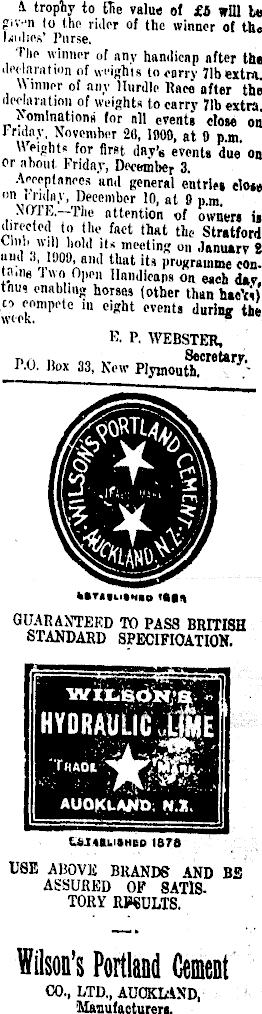 A trophy to the value of £5 will be
given to the rider of the winner of the
Ladies' Purse.
The winner of any handicap after the
declaration of weights to carry 7lb extra.
Winner of any Hurdle Race after the
declaration of weights to carry 7lb extra.
Nominations for all events close on
Friday, November 26, 1909, at 9 p.m.
Weights for first day's events due on
or about Friday, December 3.
Acceptances and general entries close
on Friday, December 10, at 9 p.m.
NOTE.—The attention of owners is
directed to the fact that the Stratford
Club will hold its meeting on January 2
and 3, 1909, and that its programme con-
tains Two Open Handicaps on each day,
thus enabling horses (other than hacks)
to compete in eight events during the
week.
E. P. WEBSTER,
Secretary.
P.O. Box 33, New Plymouth.
WILSON'S PORTLAND CEMENT
TRADE MARK
AUCKLAND, N.Z.
ESTABLISHED
GUARANTEED TO PASS BRITISH
STANDARD SPECIFICATION.
WILSON'S
HYDRAULIC LIME
TRADE MARK
AUCKLAND, N.Z.
ESTABLISHED 1878
USE ABOVE BRANDS AND BE
ASSURED OF SATIS-
TORY RESULTS.
Wilson's Portland Cement
CO., LTD., AUCKLAND,
Manufacturers.